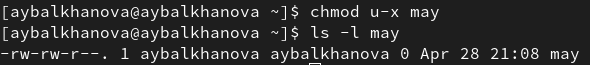 [aybalkhanova@aybalkhanova ~]$ chmod u-x may
[aybalkhanova@aybalkhanova ~]$ ls -l may
-rw-rw-r--. 1 aybalkhanova aybalkhanova 0 Apr 28 21:08 may